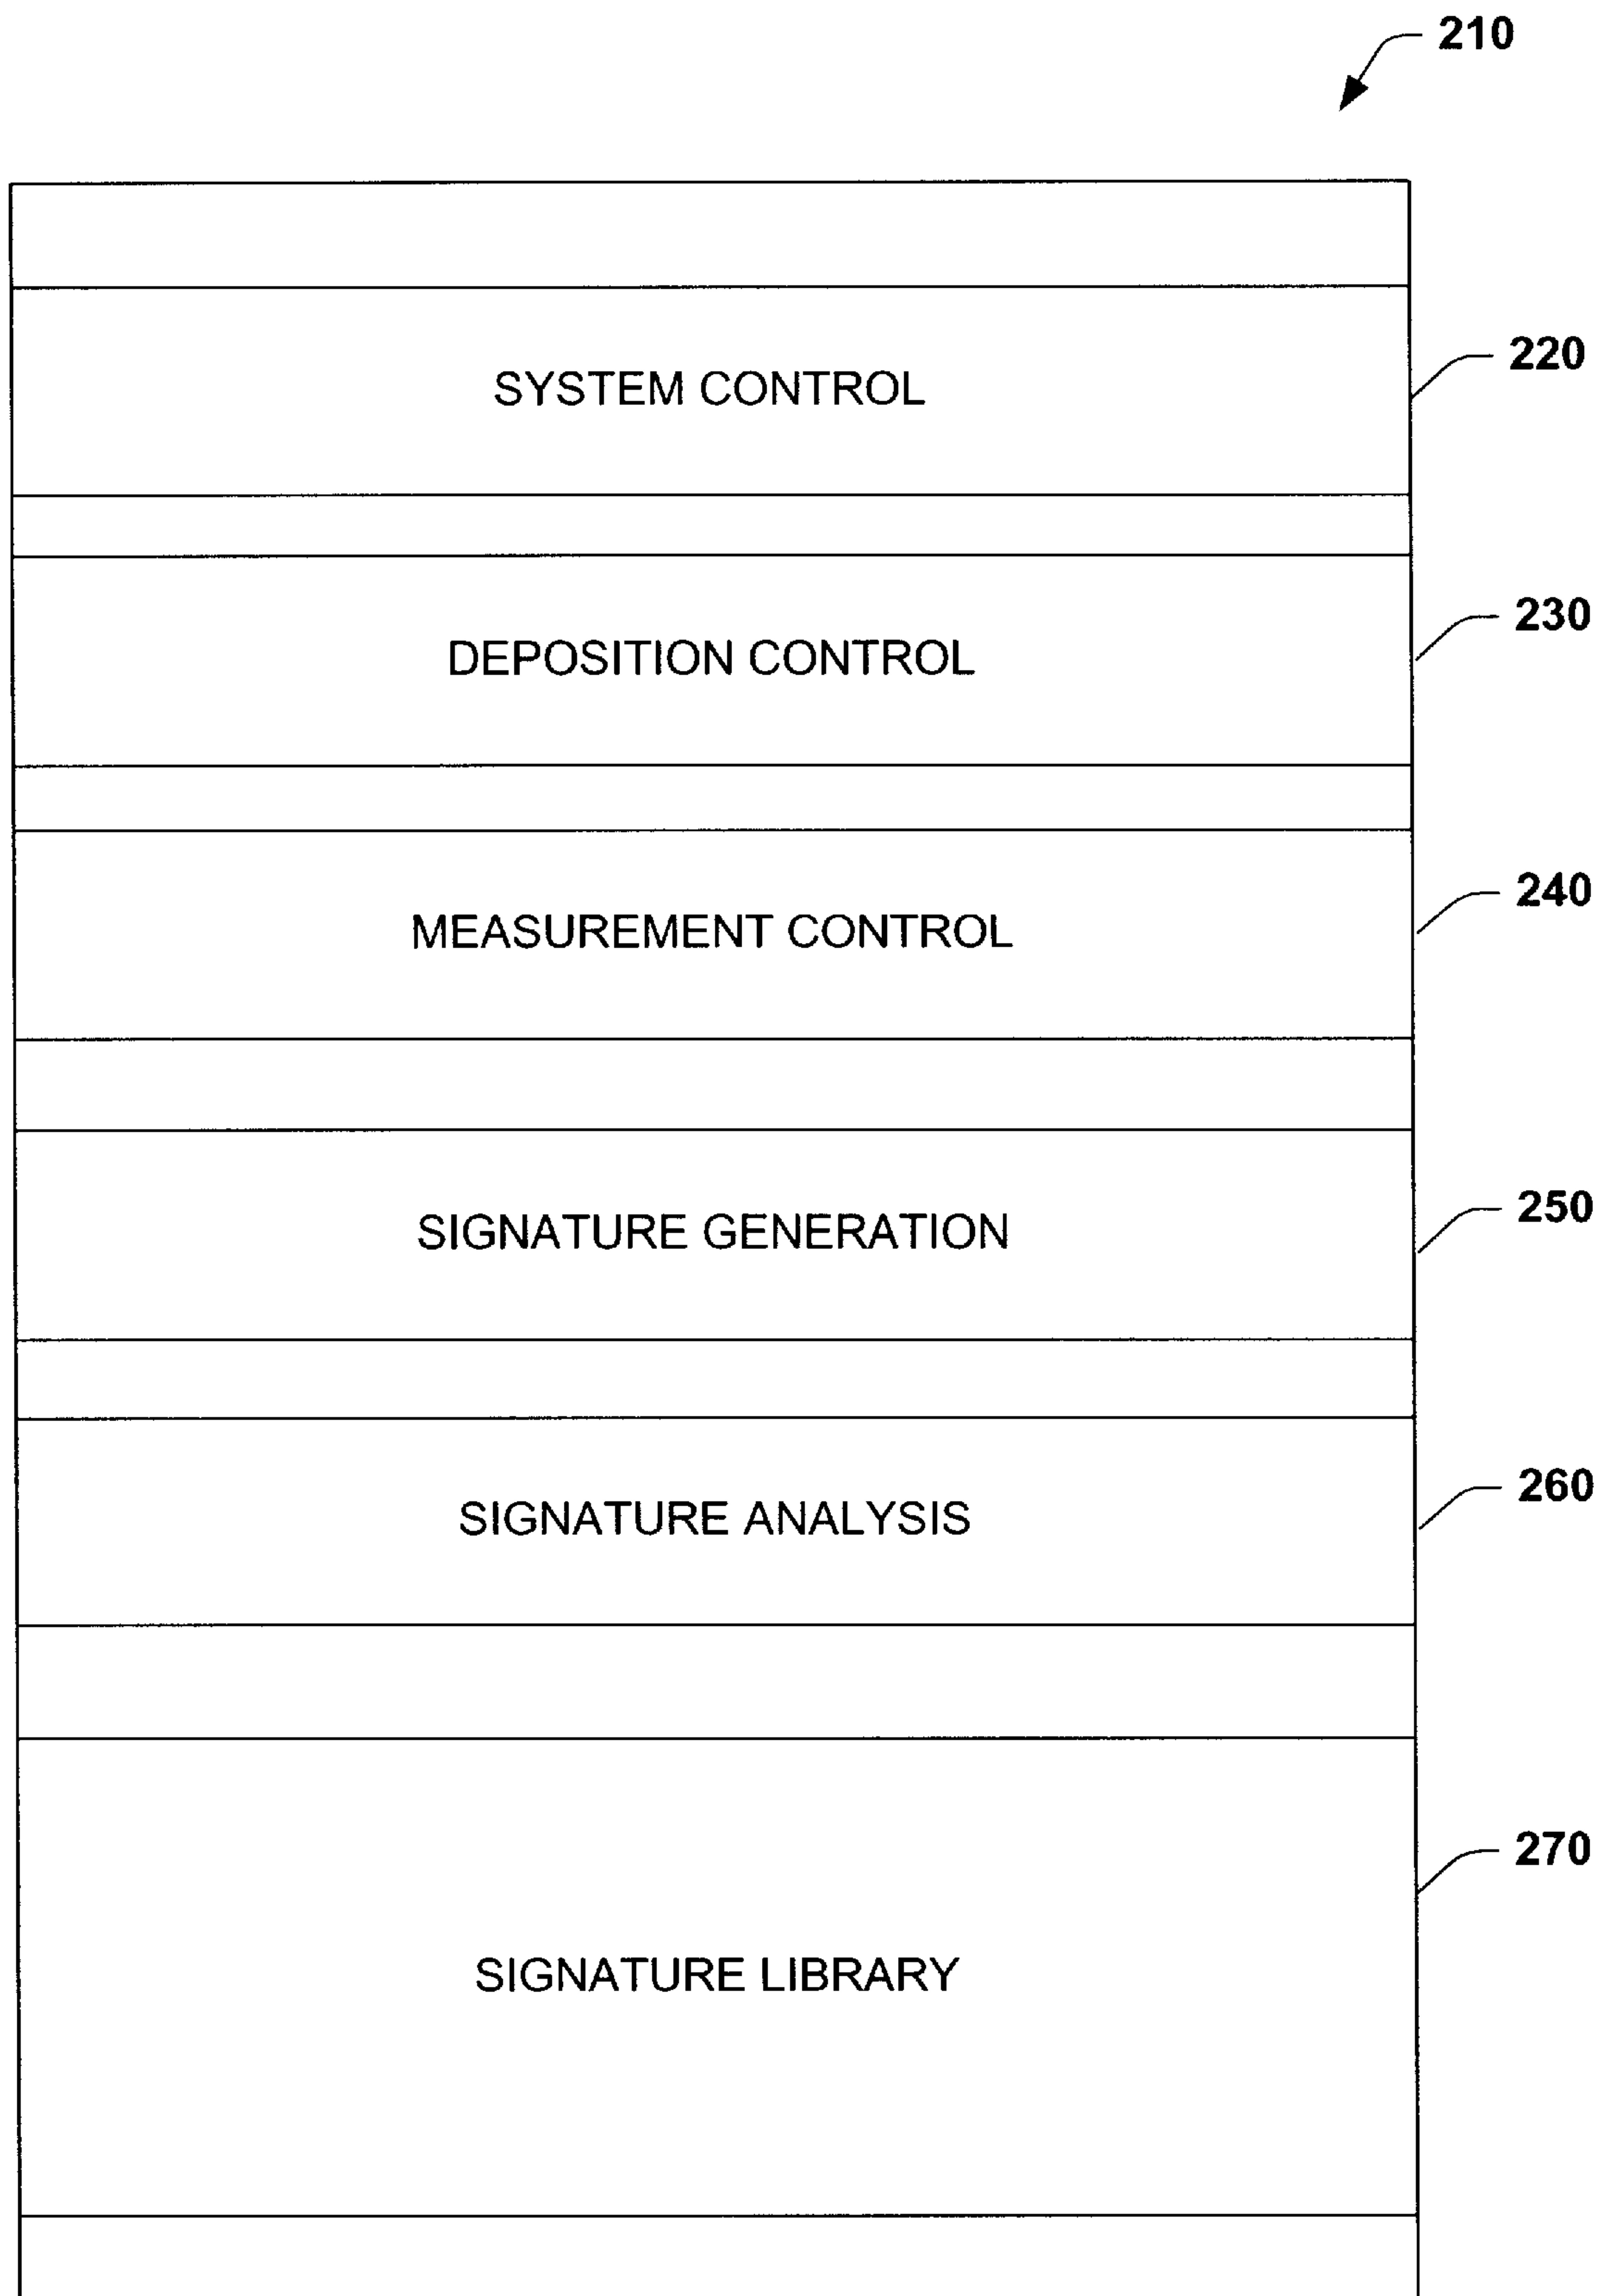 210
SYSTEM CONTROL
220
DEPOSITION CONTROL
230
MEASUREMENT CONTROL
240
SIGNATURE GENERATION
250
SIGNATURE ANALYSIS
260
SIGNATURE LIBRARY
270